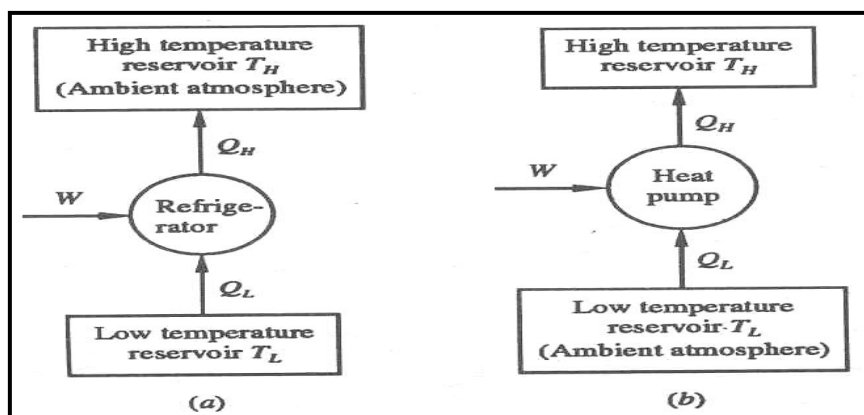 High temperature
reservoir T_H
(Ambient atmosphere)
Q_H
W
Refrige-
rator
Q_L
Low temperature
reservoir T_L
(a)
High temperature
reservoir T_H
Q_H
W
Heat
pump
Q_L
Low temperature
reservoir T_L
(Ambient atmosphere)
(b)